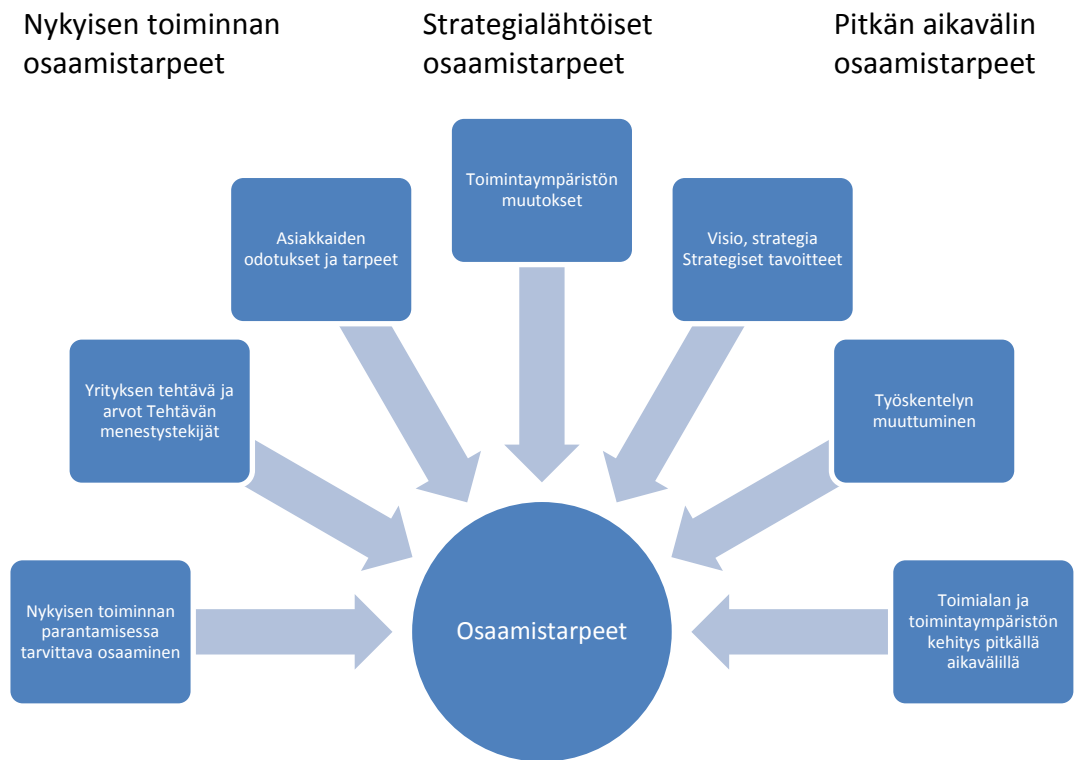 Nykyisen toiminnan
osaamistarpeet
Strategialähtöiset
osaamistarpeet
Pitkän aikavälin
osaamistarpeet
Toimintaympäristön
muutokset
Asiakkaiden
odotukset ja tarpeet
Visio, strategia
Strategiset tavoitteet
Yrityksen tehtävä ja
arvot Tehtävän
menestystekijät
Työskentelyn
muuttuminen
Nykyisen toiminnan
parantamisessa
tarvittava osaaminen
Osaamistarpeet
Toimialan ja
toimintaympäristön
kehitys pitkällä
aikavälillä